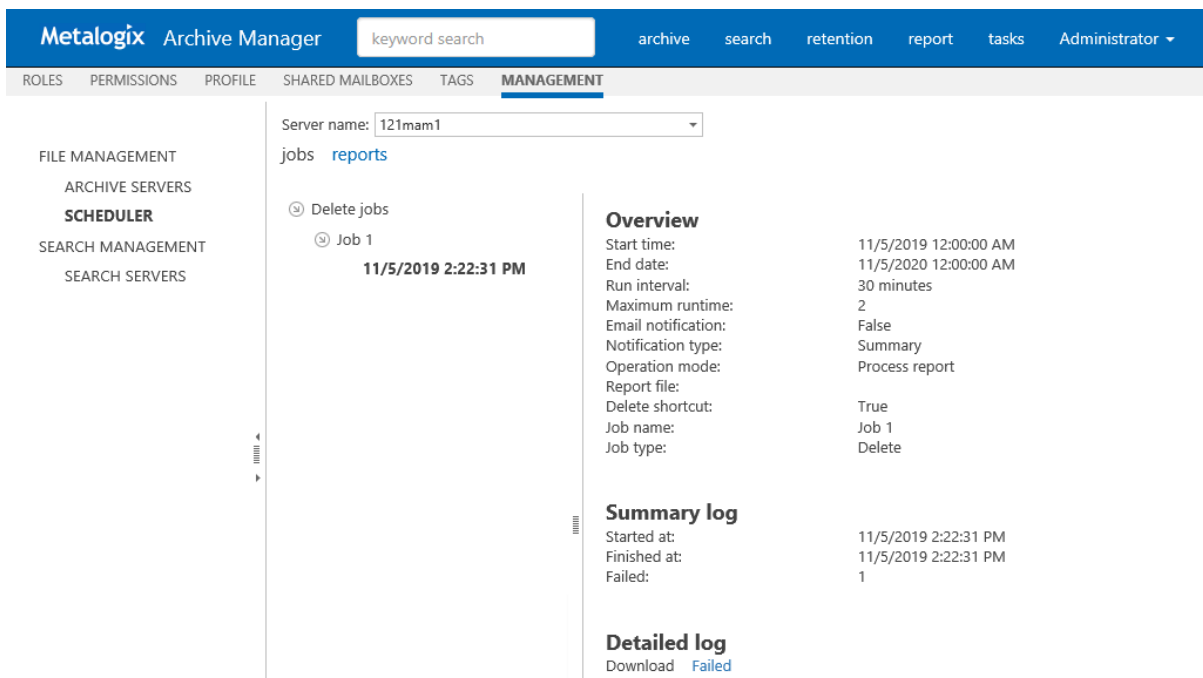 Metalogix Archive Manager keyword search archive search retention report tasks Administrator
ROLES PERMISSIONS PROFILE SHARED MAILBOXES TAGS MANAGEMENT
Server name: 121mam1
jobs reports
FILE MANAGEMENT
ARCHIVE SERVERS
SCHEDULER
SEARCH MANAGEMENT
SEARCH SERVERS
Delete jobs
Job 1
11/5/2019 2:22:31 PM
Overview
Start time: 11/5/2019 12:00:00 AM
End date: 11/5/2020 12:00:00 AM
Run interval: 30 minutes
Maximum runtime: 2
Email notification: False
Notification type: Summary
Operation mode: Process report
Report file:
Delete shortcut: True
Job name: Job 1
Job type: Delete
Summary log
Started at: 11/5/2019 2:22:31 PM
Finished at: 11/5/2019 2:22:31 PM
Failed: 1
Detailed log
Download Failed